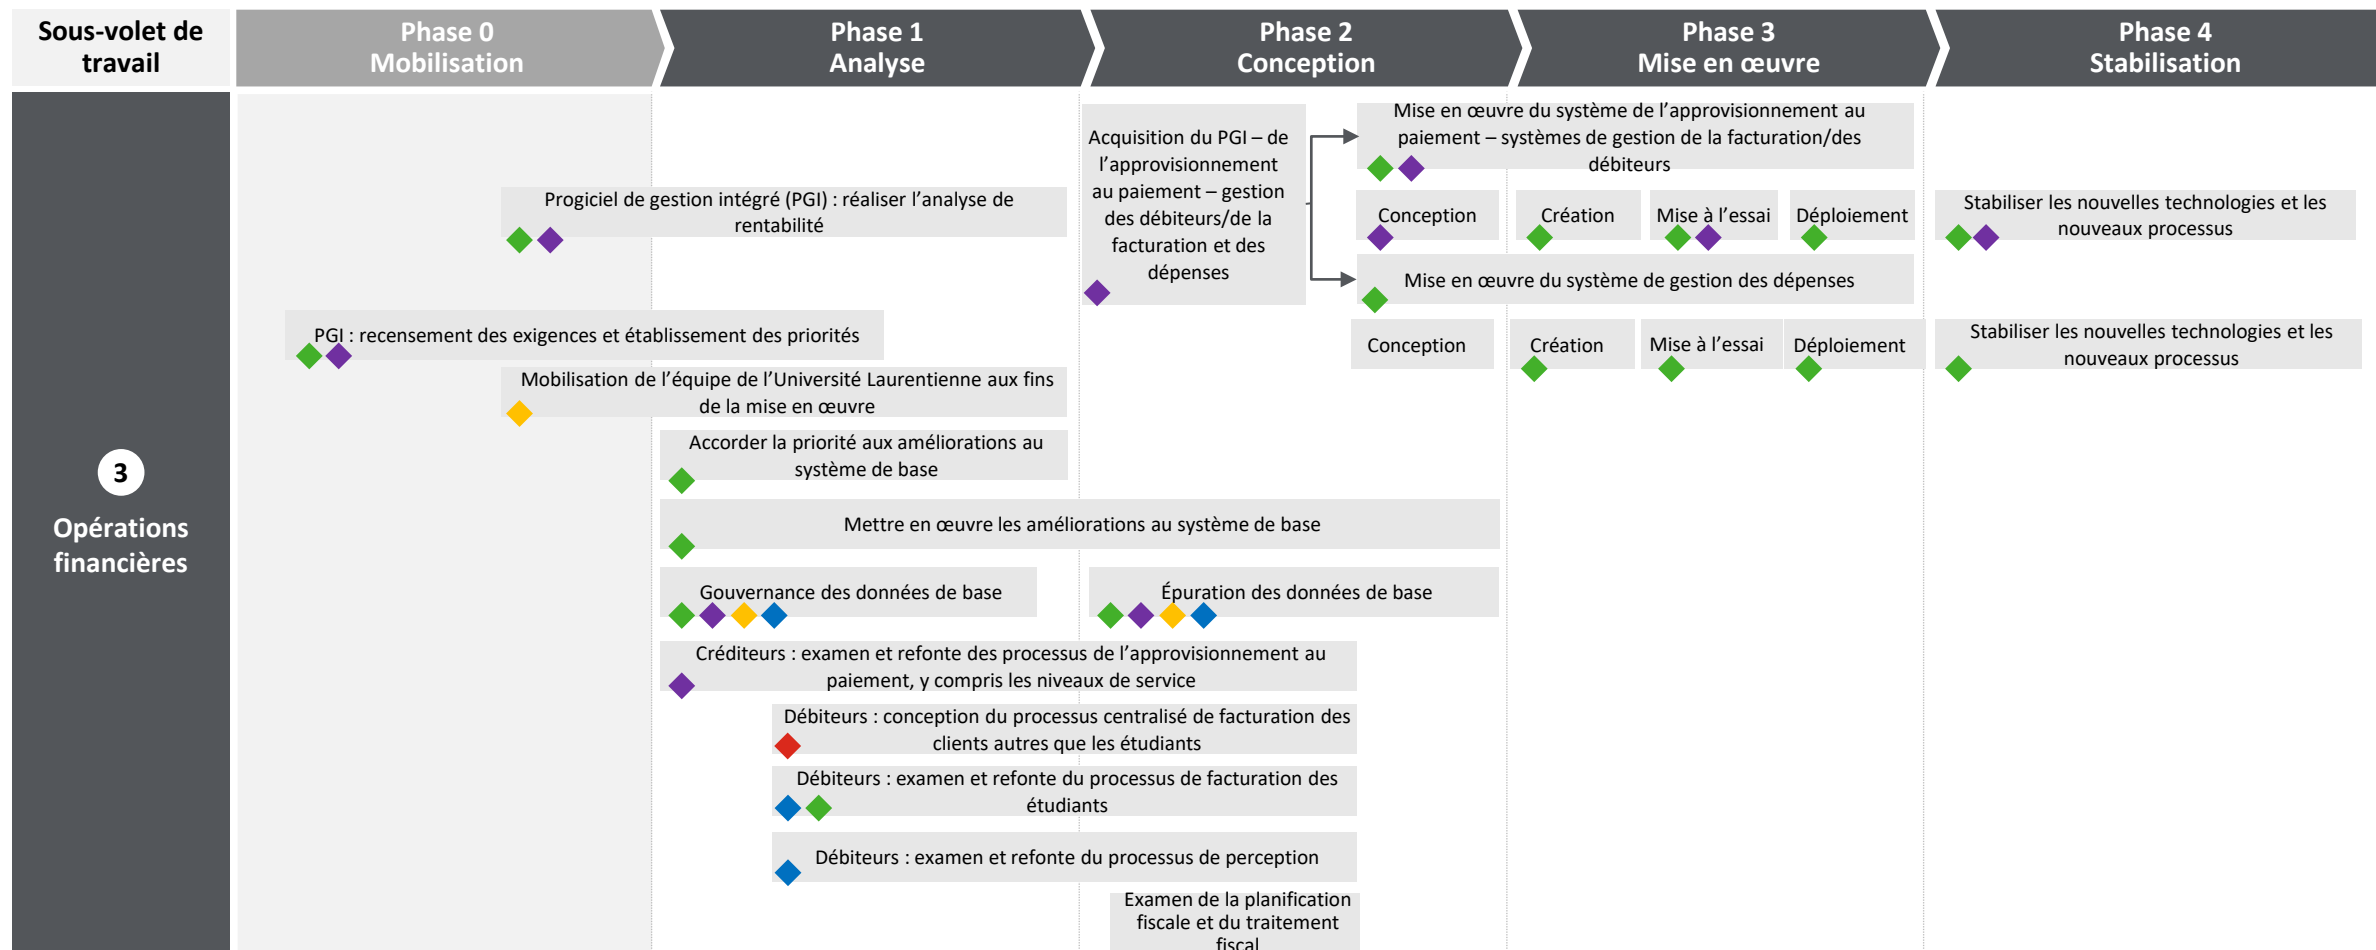 Sous-volet de
travail
Phase 0
Mobilisation
Phase 1
Analyse
Phase 2
Conception
Phase 3
Mise en œuvre
Phase 4
Stabilisation
3
Opérations
financières
Acquisition du PGI – de
l’approvisionnement
au paiement – gestion
des débiteurs/de la
facturation et des
dépenses
Mise en œuvre du système de l’approvisionnement au
paiement – systèmes de gestion de la facturation/des
débiteurs
Progiciel de gestion intégré (PGI) : réaliser l’analyse de
rentabilité
Conception
Création
Mise à l’essai
Déploiement
Stabiliser les nouvelles technologies et les
nouveaux processus
Mise en œuvre du système de gestion des dépenses
PGI : recensement des exigences et établissement des priorités
Conception
Création
Mise à l’essai
Déploiement
Stabiliser les nouvelles technologies et les
nouveaux processus
Mobilisation de l’équipe de l’Université Laurentienne aux fins
de la mise en œuvre
Accorder la priorité aux améliorations au
système de base
Mettre en œuvre les améliorations au système de base
Gouvernance des données de base
Épuration des données de base
Créditeurs : examen et refonte des processus de l’approvisionnement au
paiement, y compris les niveaux de service
Débiteurs : conception du processus centralisé de facturation des
clients autres que les étudiants
Débiteurs : examen et refonte du processus de facturation des
étudiants
Débiteurs : examen et refonte du processus de perception
Examen de la planification
fiscale et du traitement
fiscal